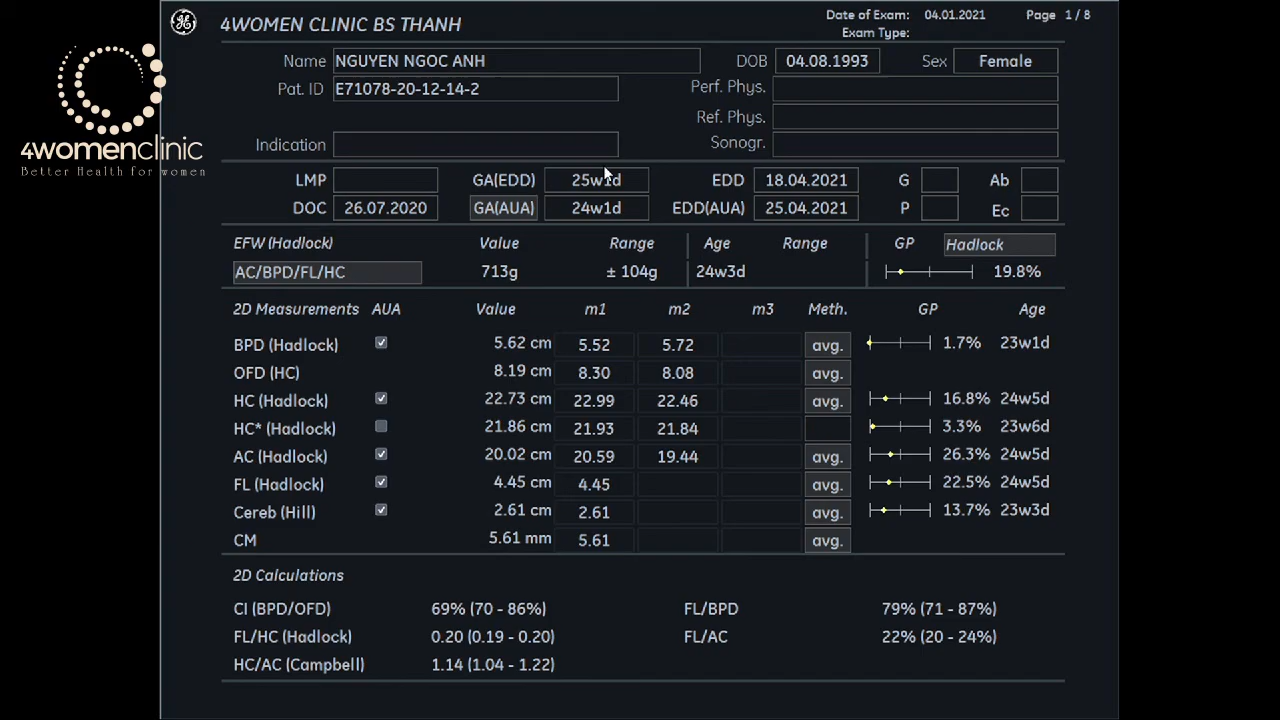 4WOMEN CLINIC BS THANH
Date of Exam: 04.01.2021 Page 1 / 8
Exam Type:
4womenclinic
Better Health for women
Name NGUYEN NGOC ANH DOB 04.08.1993 Sex Female
Pat. ID E71078-20-12-14-2 Perf. Phys.
Ref. Phys.
Indication Sonogr.
LMP GA(EDD) 25w1d EDD 18.04.2021 G Ab
DOC 26.07.2020 GA(AUA) 24w1d EDD(AUA) 25.04.2021 P Ec
EFW (Hadlock) Value Range Age Range GP Hadlock
AC/BPD/FL/HC 713g ± 104g 24w3d 19.8%
2D Measurements AUA Value m1 m2 m3 Meth. GP Age
BPD (Hadlock) 5.62 cm 5.52 5.72 avg. 1.7% 23w1d
OFD (HC) 8.19 cm 8.30 8.08 avg.
HC (Hadlock) 22.73 cm 22.99 22.46 avg. 16.8% 24w5d
HC* (Hadlock) 21.86 cm 21.93 21.84 3.3% 23w6d
AC (Hadlock) 20.02 cm 20.59 19.44 avg. 26.3% 24w5d
FL (Hadlock) 4.45 cm 4.45 avg. 22.5% 24w5d
Cereb (Hill) 2.61 cm 2.61 avg. 13.7% 23w3d
CM 5.61 mm 5.61 avg.
2D Calculations
CI (BPD/OFD) 69% (70 - 86%) FL/BPD 79% (71 - 87%)
FL/HC (Hadlock) 0.20 (0.19 - 0.20) FL/AC 22% (20 - 24%)
HC/AC (Campbell) 1.14 (1.04 - 1.22)